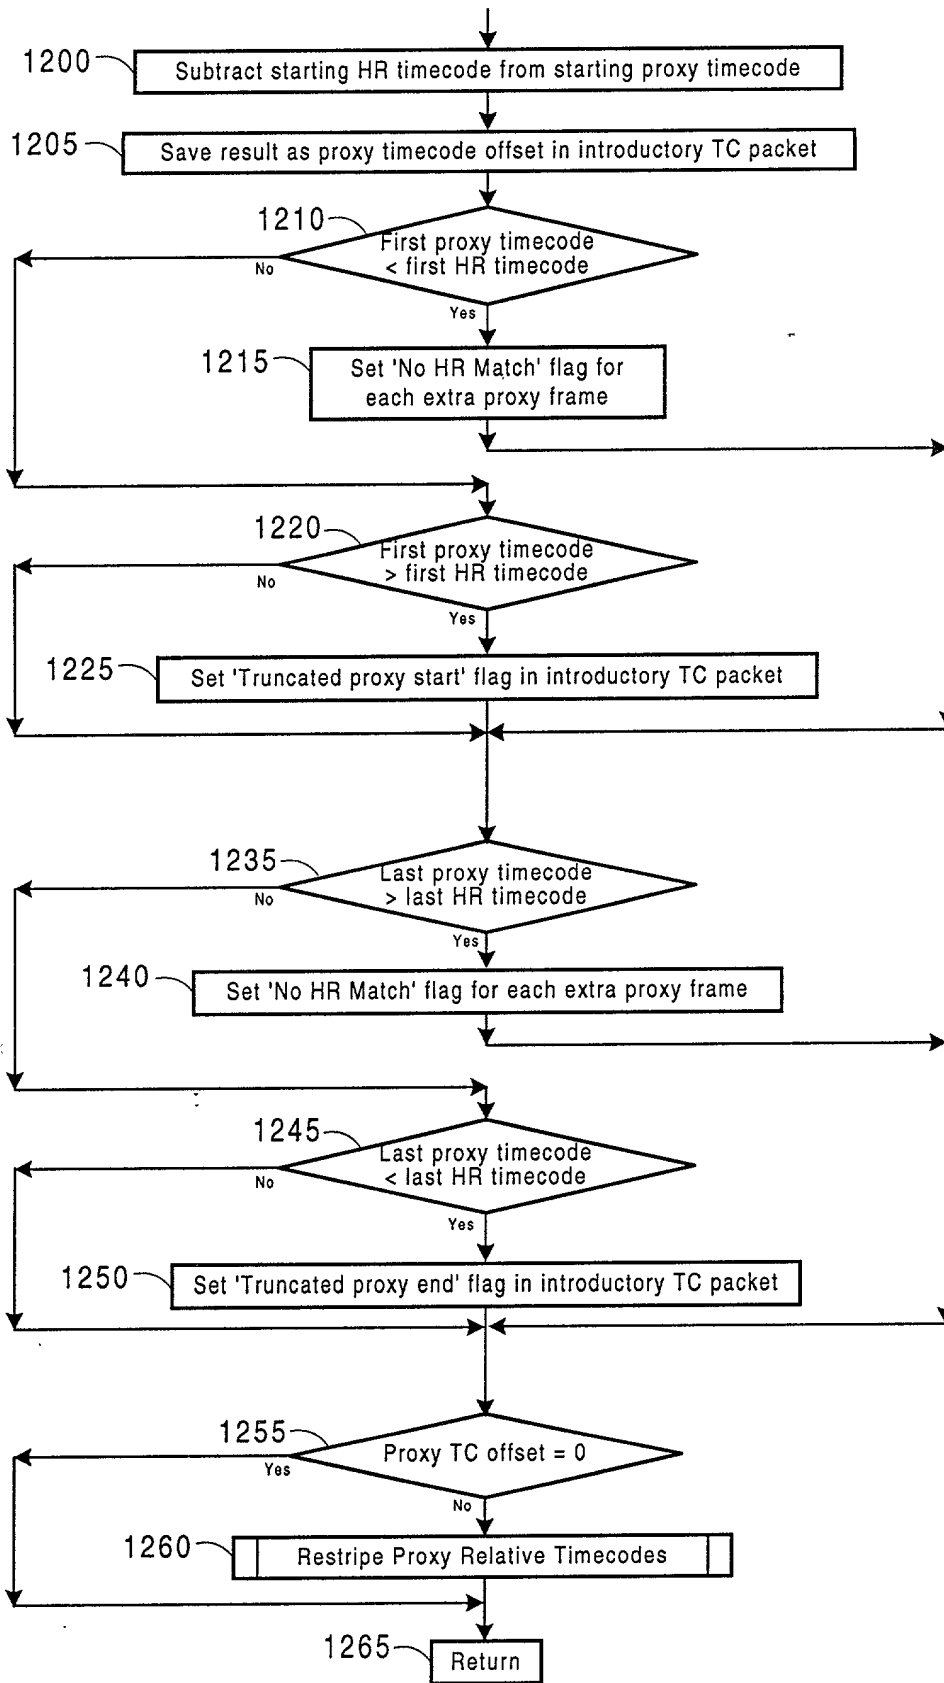 1200
Subtract starting HR timecode from starting proxy timecode
1205
Save result as proxy timecode offset in introductory TC packet
1210
First proxy timecode
< first HR timecode
No
Yes
1215
Set 'No HR Match' flag for
each extra proxy frame
1220
First proxy timecode
> first HR timecode
No
Yes
1225
Set 'Truncated proxy start' flag in introductory TC packet
1235
Last proxy timecode
> last HR timecode
No
Yes
1240
Set 'No HR Match' flag for each extra proxy frame
1245
Last proxy timecode
< last HR timecode
No
Yes
1250
Set 'Truncated proxy end' flag in introductory TC packet
1255
Proxy TC offset = 0
Yes
No
1260
Restripe Proxy Relative Timecodes
1265
Return